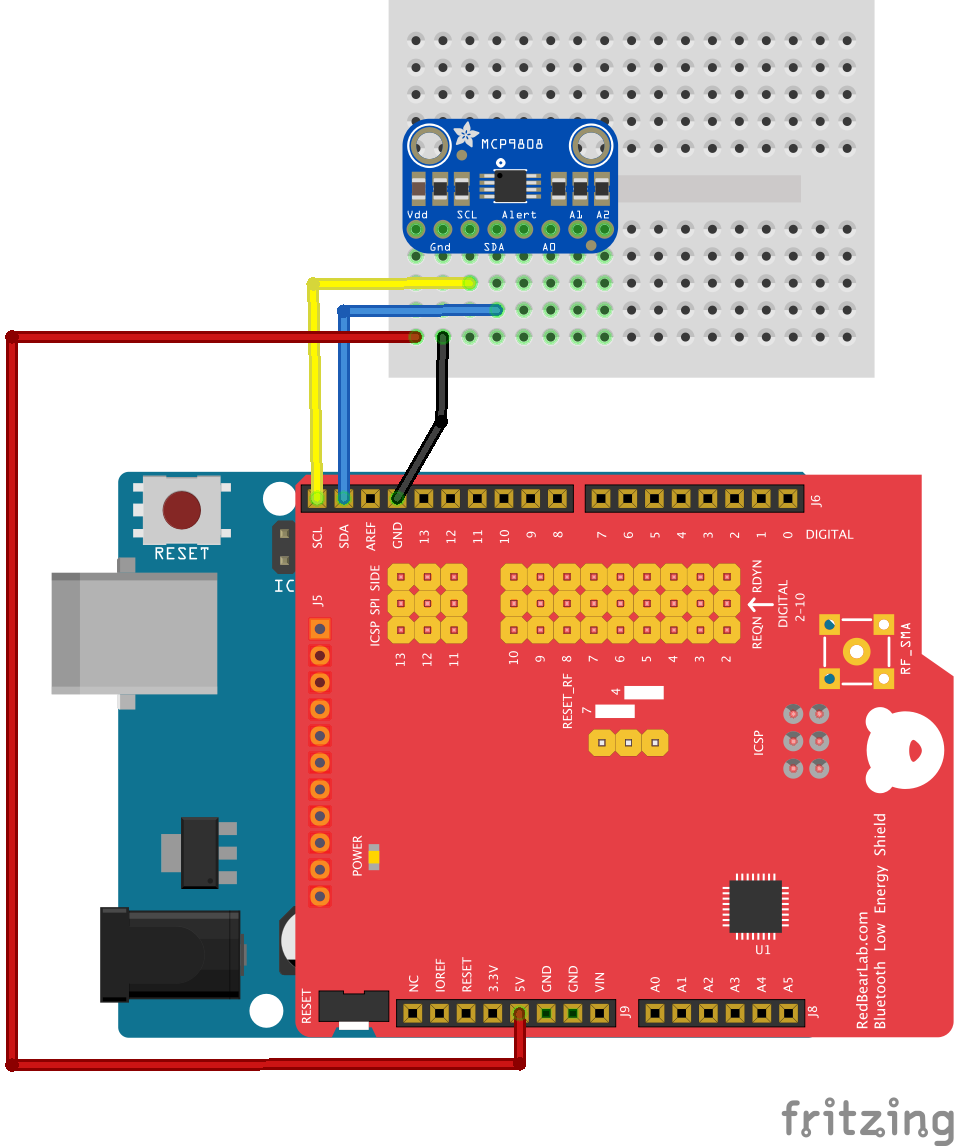 MCP9808
Vdd SCL Alert A1 A2
Gnd SDA A0
RESET
IC
SCL SDA AREF GND 13 12 11 10 9 8
7 6 5 4 3 2 1 0 DIGITAL
J6
J5
ICSP SPI SIDE
13 12 11
10 9 8 7 6 5 4 3 2
REQN RDYN
DIGITAL
2-10
RF_SMA
RESET_RF
4
7
ICSP
POWER
U1
RedBearLab.com
Bluetooth Low Energy Shield
RESET
NC IOREF RESET 3.3V 5V GND GND VIN
J9
A0 A1 A2 A3 A4 A5
J8
fritzing